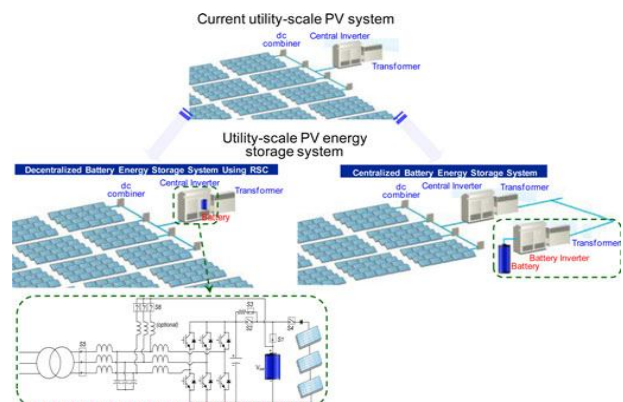 Current utility-scale PV system
dc
combiner
Central Inverter
Transformer
Utility-scale PV energy
storage system
Decentralized Battery Energy Storage System Using RSC
dc
combiner
Central Inverter
Transformer
Battery
Centralized Battery Energy Storage System
dc
combiner
Central Inverter
Transformer
Transformer
Battery Inverter
Battery
(optional)